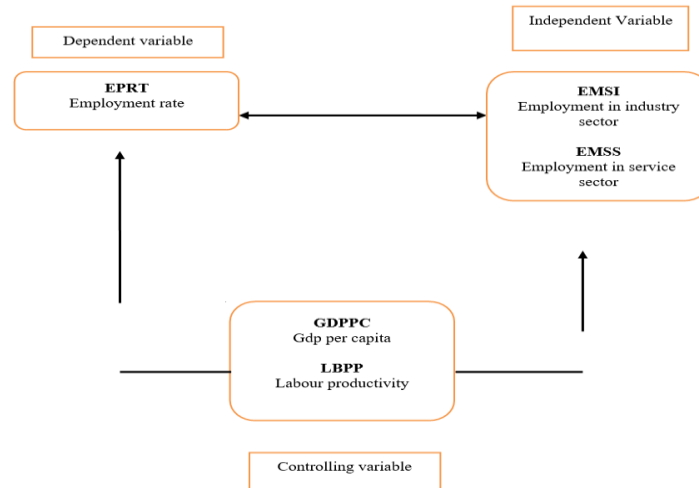 Dependent variable
Independent Variable
EPRT
Employment rate
EMSI
Employment in industry
sector
EMSS
Employment in service
sector
GDPPC
Gdp per capita
LBPP
Labour productivity
Controlling variable